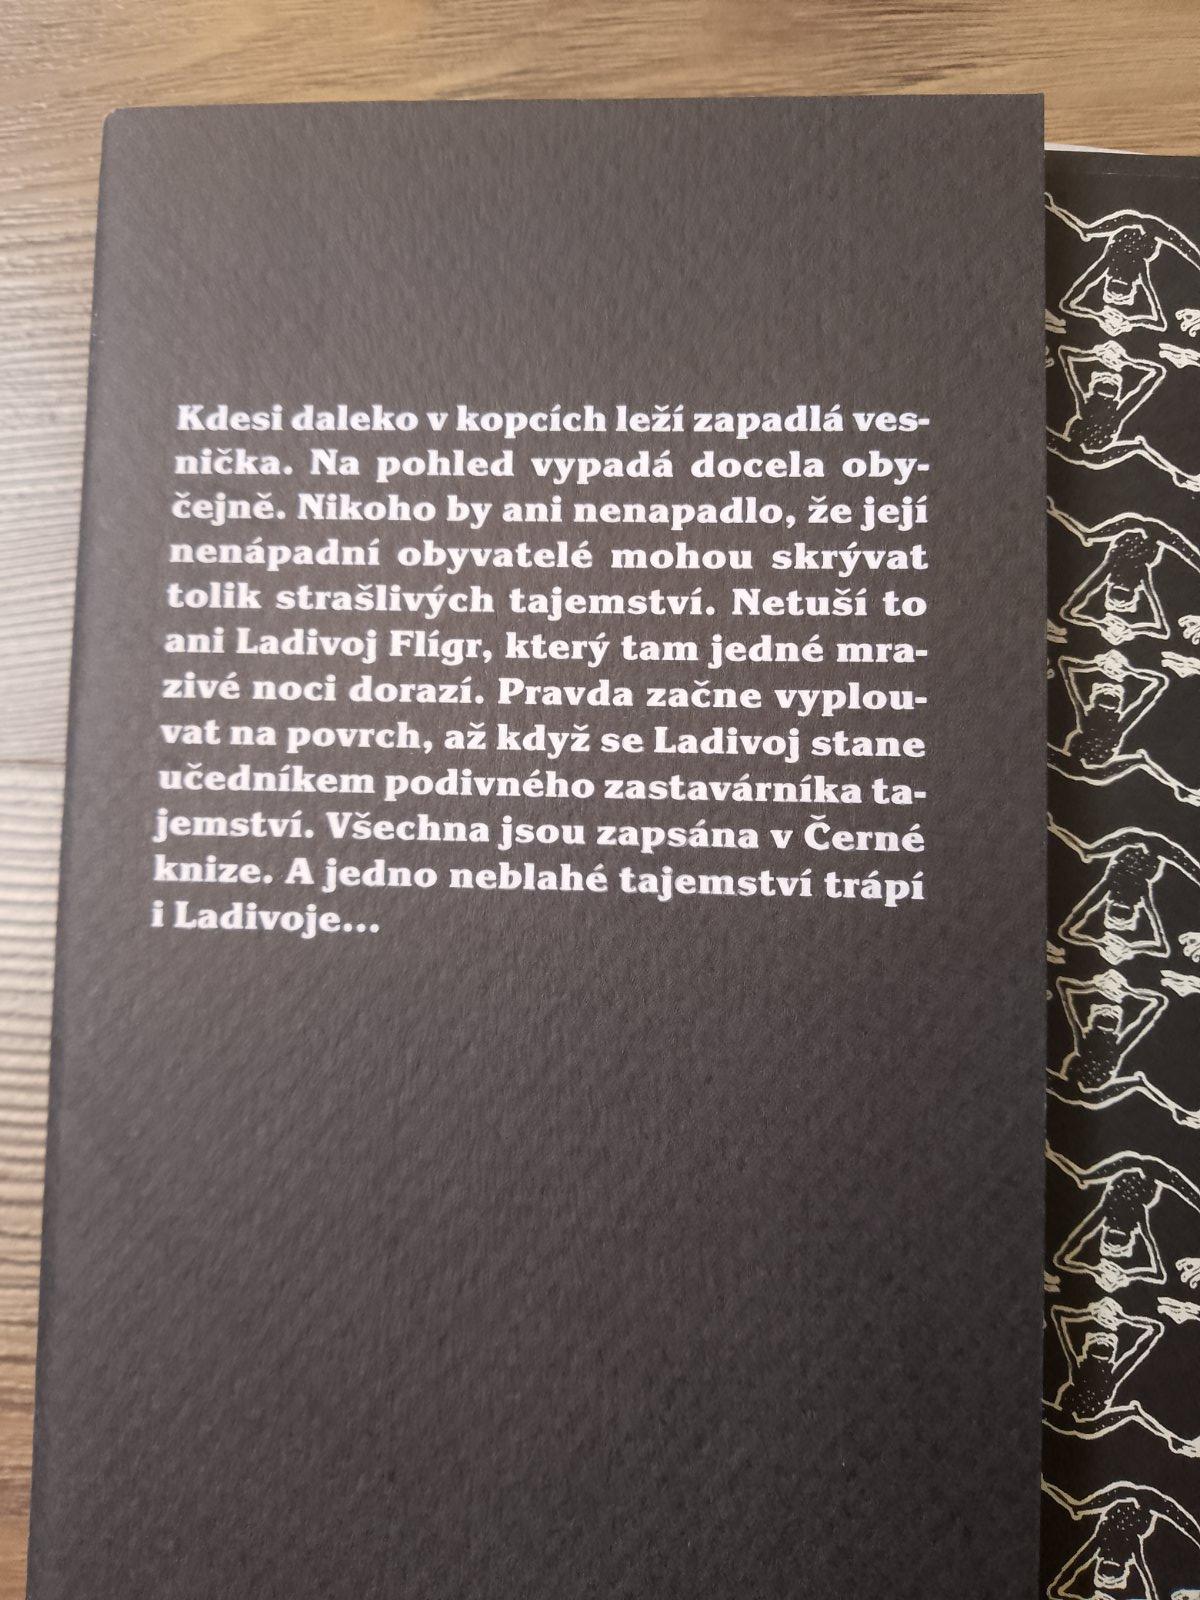 Kdesi daleko v kopcích leží zapadlá ves-
nička. Na pohled vypadá docela oby-
čejně. Nikoho by ani nenapadlo, že její
nenápadní obyvatelé mohou skrývat
tolik strašlivých tajemství. Netuší to
ani Ladivoj Flígr, který tam jedné mra-
zivé noci dorazí. Pravda začne vyplou-
vat na povrch, až když se Ladivoj stane
učedníkem podivného zastavárníka ta-
jemství. Všechna jsou zapsána v Černé
knize. A jedno neblahé tajemství trápí
i Ladivoje...